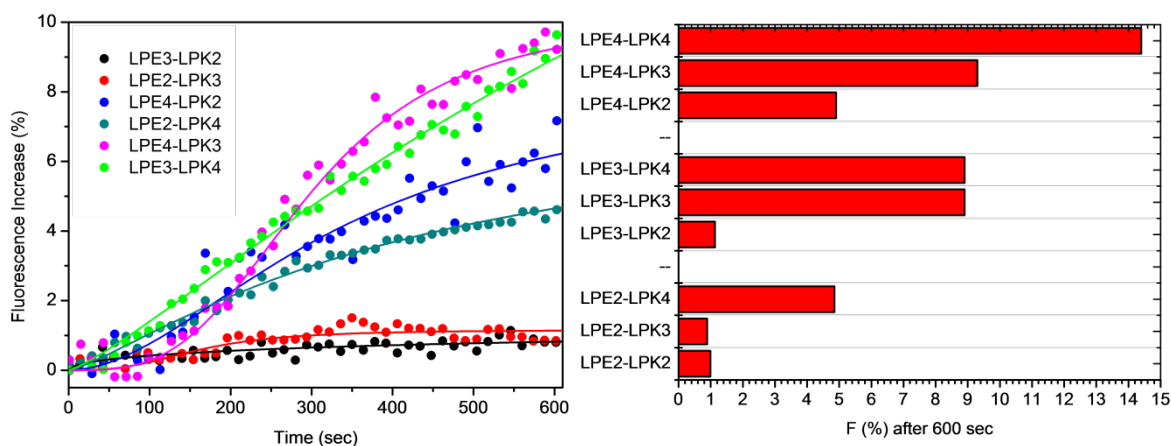 10
8
6
4
2
0
Fluorescence Increase (%)
LPE3-LPK2
LPE2-LPK3
LPE4-LPK2
LPE2-LPK4
LPE4-LPK3
LPE3-LPK4
0 100 200 300 400 500 600
Time (sec)
LPE4-LPK4
LPE4-LPK3
LPE4-LPK2
--
LPE3-LPK4
LPE3-LPK3
LPE3-LPK2
--
LPE2-LPK4
LPE2-LPK3
LPE2-LPK2
0 1 2 3 4 5 6 7 8 9 10 11 12 13 14 15
F (%) after 600 sec